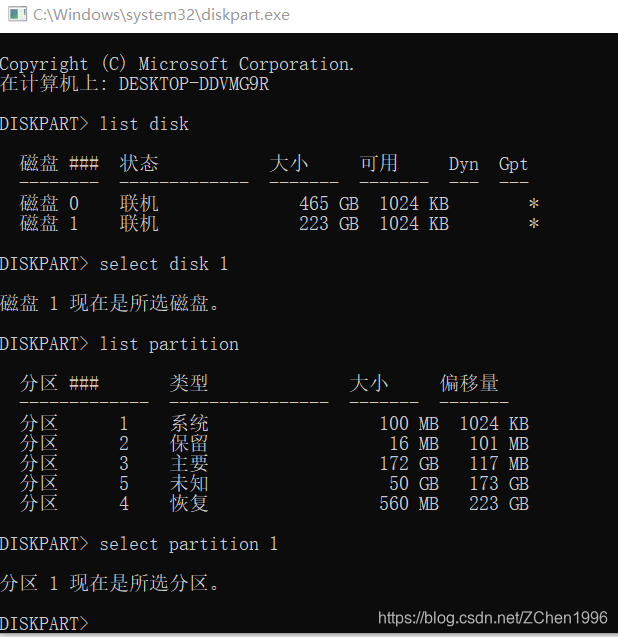 C:\Windows\system32\diskpart.exe
Copyright (C) Microsoft Corporation.
在计算机上: DESKTOP-DDVMG9R
DISKPART> list disk
磁盘 ### 状态 大小 可用 Dyn Gpt
-------- ------------- ------- ------- --- ---
磁盘 0 联机 465 GB 1024 KB *
磁盘 1 联机 223 GB 1024 KB *
DISKPART> select disk 1
磁盘 1 现在是所选磁盘。
DISKPART> list partition
分区 ### 类型 大小 偏移量
------------- ---------------- ------- -------
分区 1 系统 100 MB 1024 KB
分区 2 保留 16 MB 101 MB
分区 3 主要 172 GB 117 MB
分区 5 未知 50 GB 173 GB
分区 4 恢复 560 MB 223 GB
DISKPART> select partition 1
分区 1 现在是所选分区。
DISKPART>
https://blog.csdn.net/ZChen1996